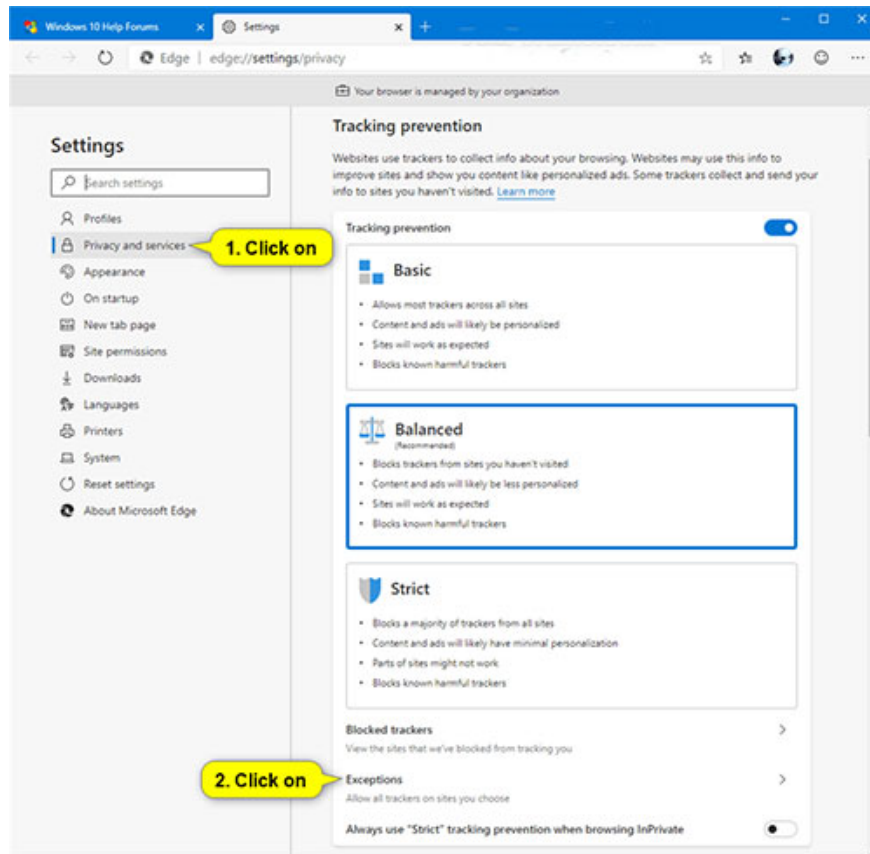 Windows 10 Help Forums
Settings
Edge | edge://settings/privacy
Your browser is managed by your organization
Settings
Search settings
Profiles
Privacy and services
Appearance
On startup
New tab page
Site permissions
Downloads
Languages
Printers
System
Reset settings
About Microsoft Edge
1. Click on
Tracking prevention
Websites use trackers to collect info about your browsing. Websites may use this info to
improve sites and show you content like personalized ads. Some trackers collect and send your
info to sites you haven't visited. Learn more
Tracking prevention
Basic
• Allows most trackers across all sites
• Content and ads will likely be personalized
• Sites will work as expected
• Blocks known harmful trackers
Balanced
(Recommended)
• Blocks trackers from sites you haven't visited
• Content and ads will likely be less personalized
• Sites will work as expected
• Blocks known harmful trackers
Strict
• Blocks a majority of trackers from all sites
• Content and ads will likely have minimal personalization
• Parts of sites might not work
• Blocks known harmful trackers
Blocked trackers
View the sites that we've blocked from tracking you
2. Click on
Exceptions
Allow all trackers on sites you choose
Always use "Strict" tracking prevention when browsing InPrivate